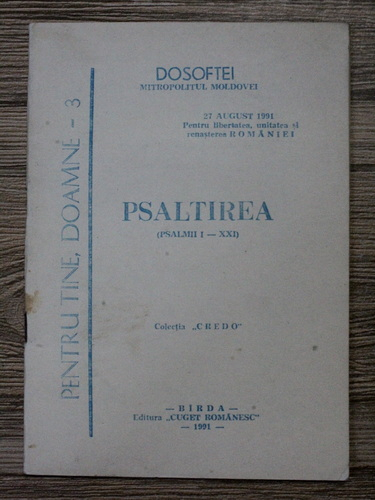 DOSOFTEI
MITROPOLITUL MOLDOVEI
27 AUGUST 1991
Pentru libertatea, unitatea și
renașterea ROMÂNIEI
PSALTIREA
(PSALMII I — XXI)
Colecția „CREDO"
— BÎRDA —
Editura „CUGET ROMÂNESC"
— 1991 —
PENTRU TINE, DOAMNE - 3